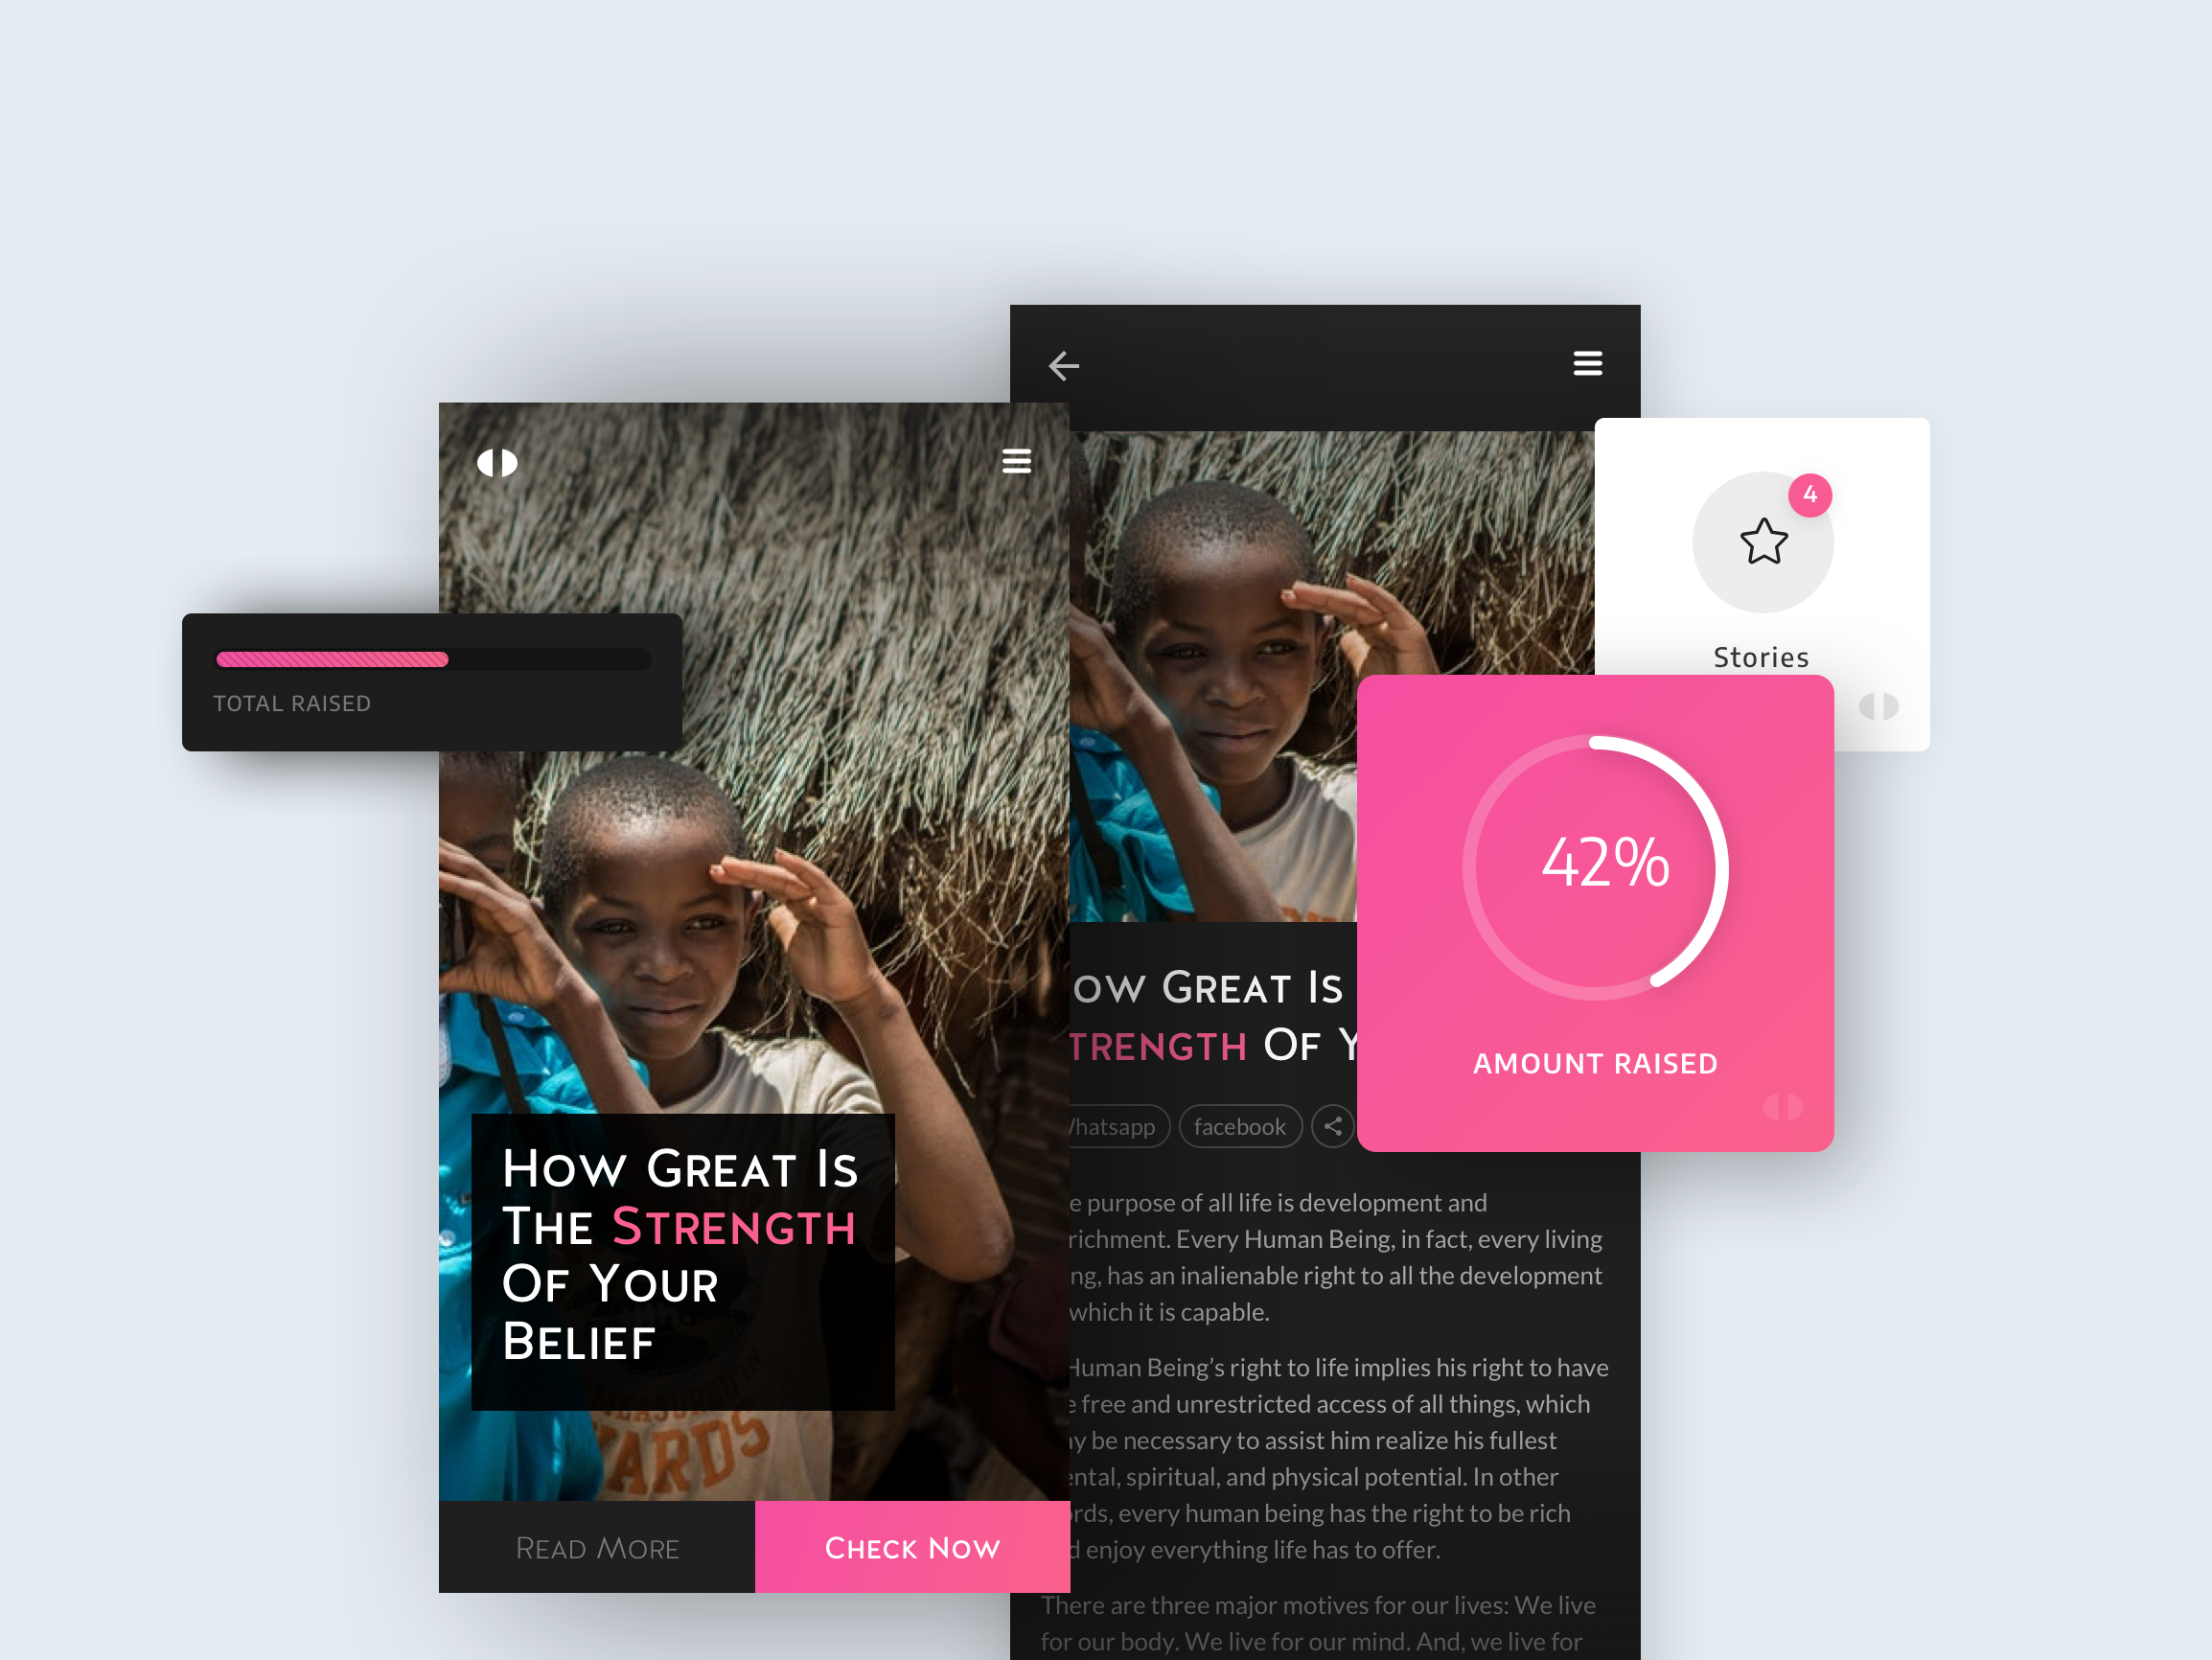 TOTAL RAISED
HOW GREAT IS
THE STRENGTH
OF YOUR
BELIEF
READ MORE
CHECK NOW
4
Stories
42%
AMOUNT RAISED
OW GREAT IS
TRENGTH OF
hatsapp
facebook
e purpose of all life is development and
richment. Every Human Being, in fact, every living
ng, has an inalienable right to all the development
which it is capable.
Human Being’s right to life implies his right to have
e free and unrestricted access of all things, which
ay be necessary to assist him realize his fullest
ental, spiritual, and physical potential. In other
ords, every human being has the right to be rich
d enjoy everything life has to offer.
There are three major motives for our lives: We live
for our body. We live for our mind. And, we live for